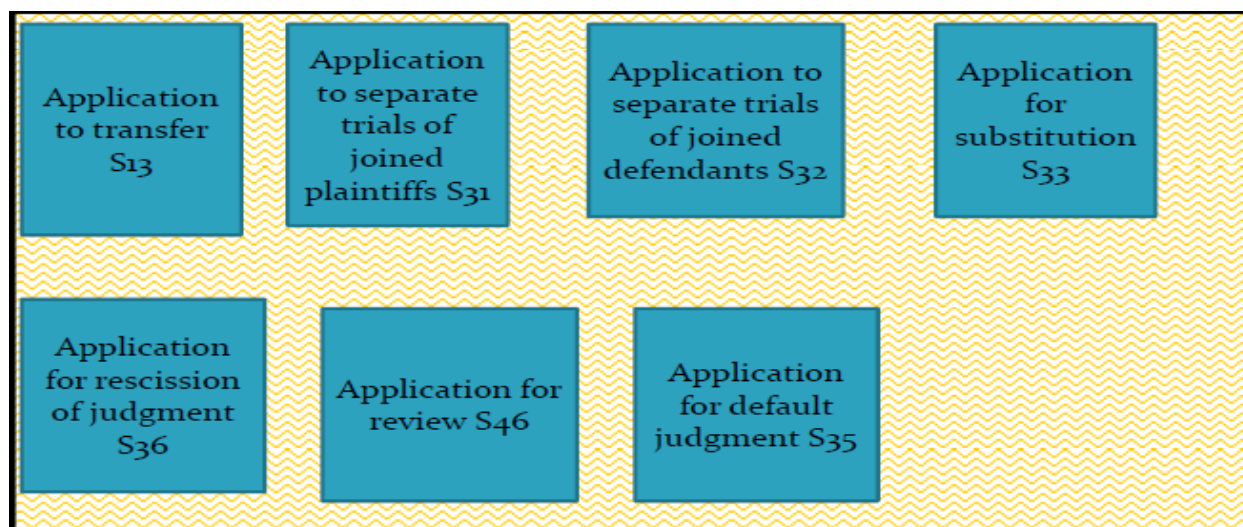 Application
to transfer
S13
Application
to separate
trials of
joined
plaintiffs S31
Application to
separate trials
of joined
defendants S32
Application
for
substitution
S33
Application
for rescission
of judgment
S36
Application for
review S46
Application
for default
judgment S35